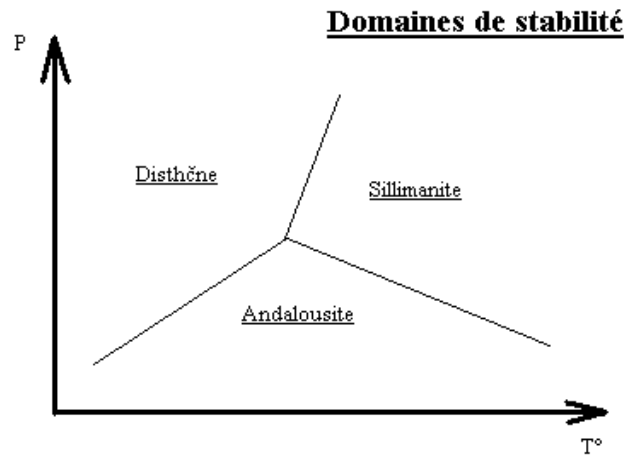 Domaines de stabilité
P
Disthčne
Sillimanite
Andalousite
T°